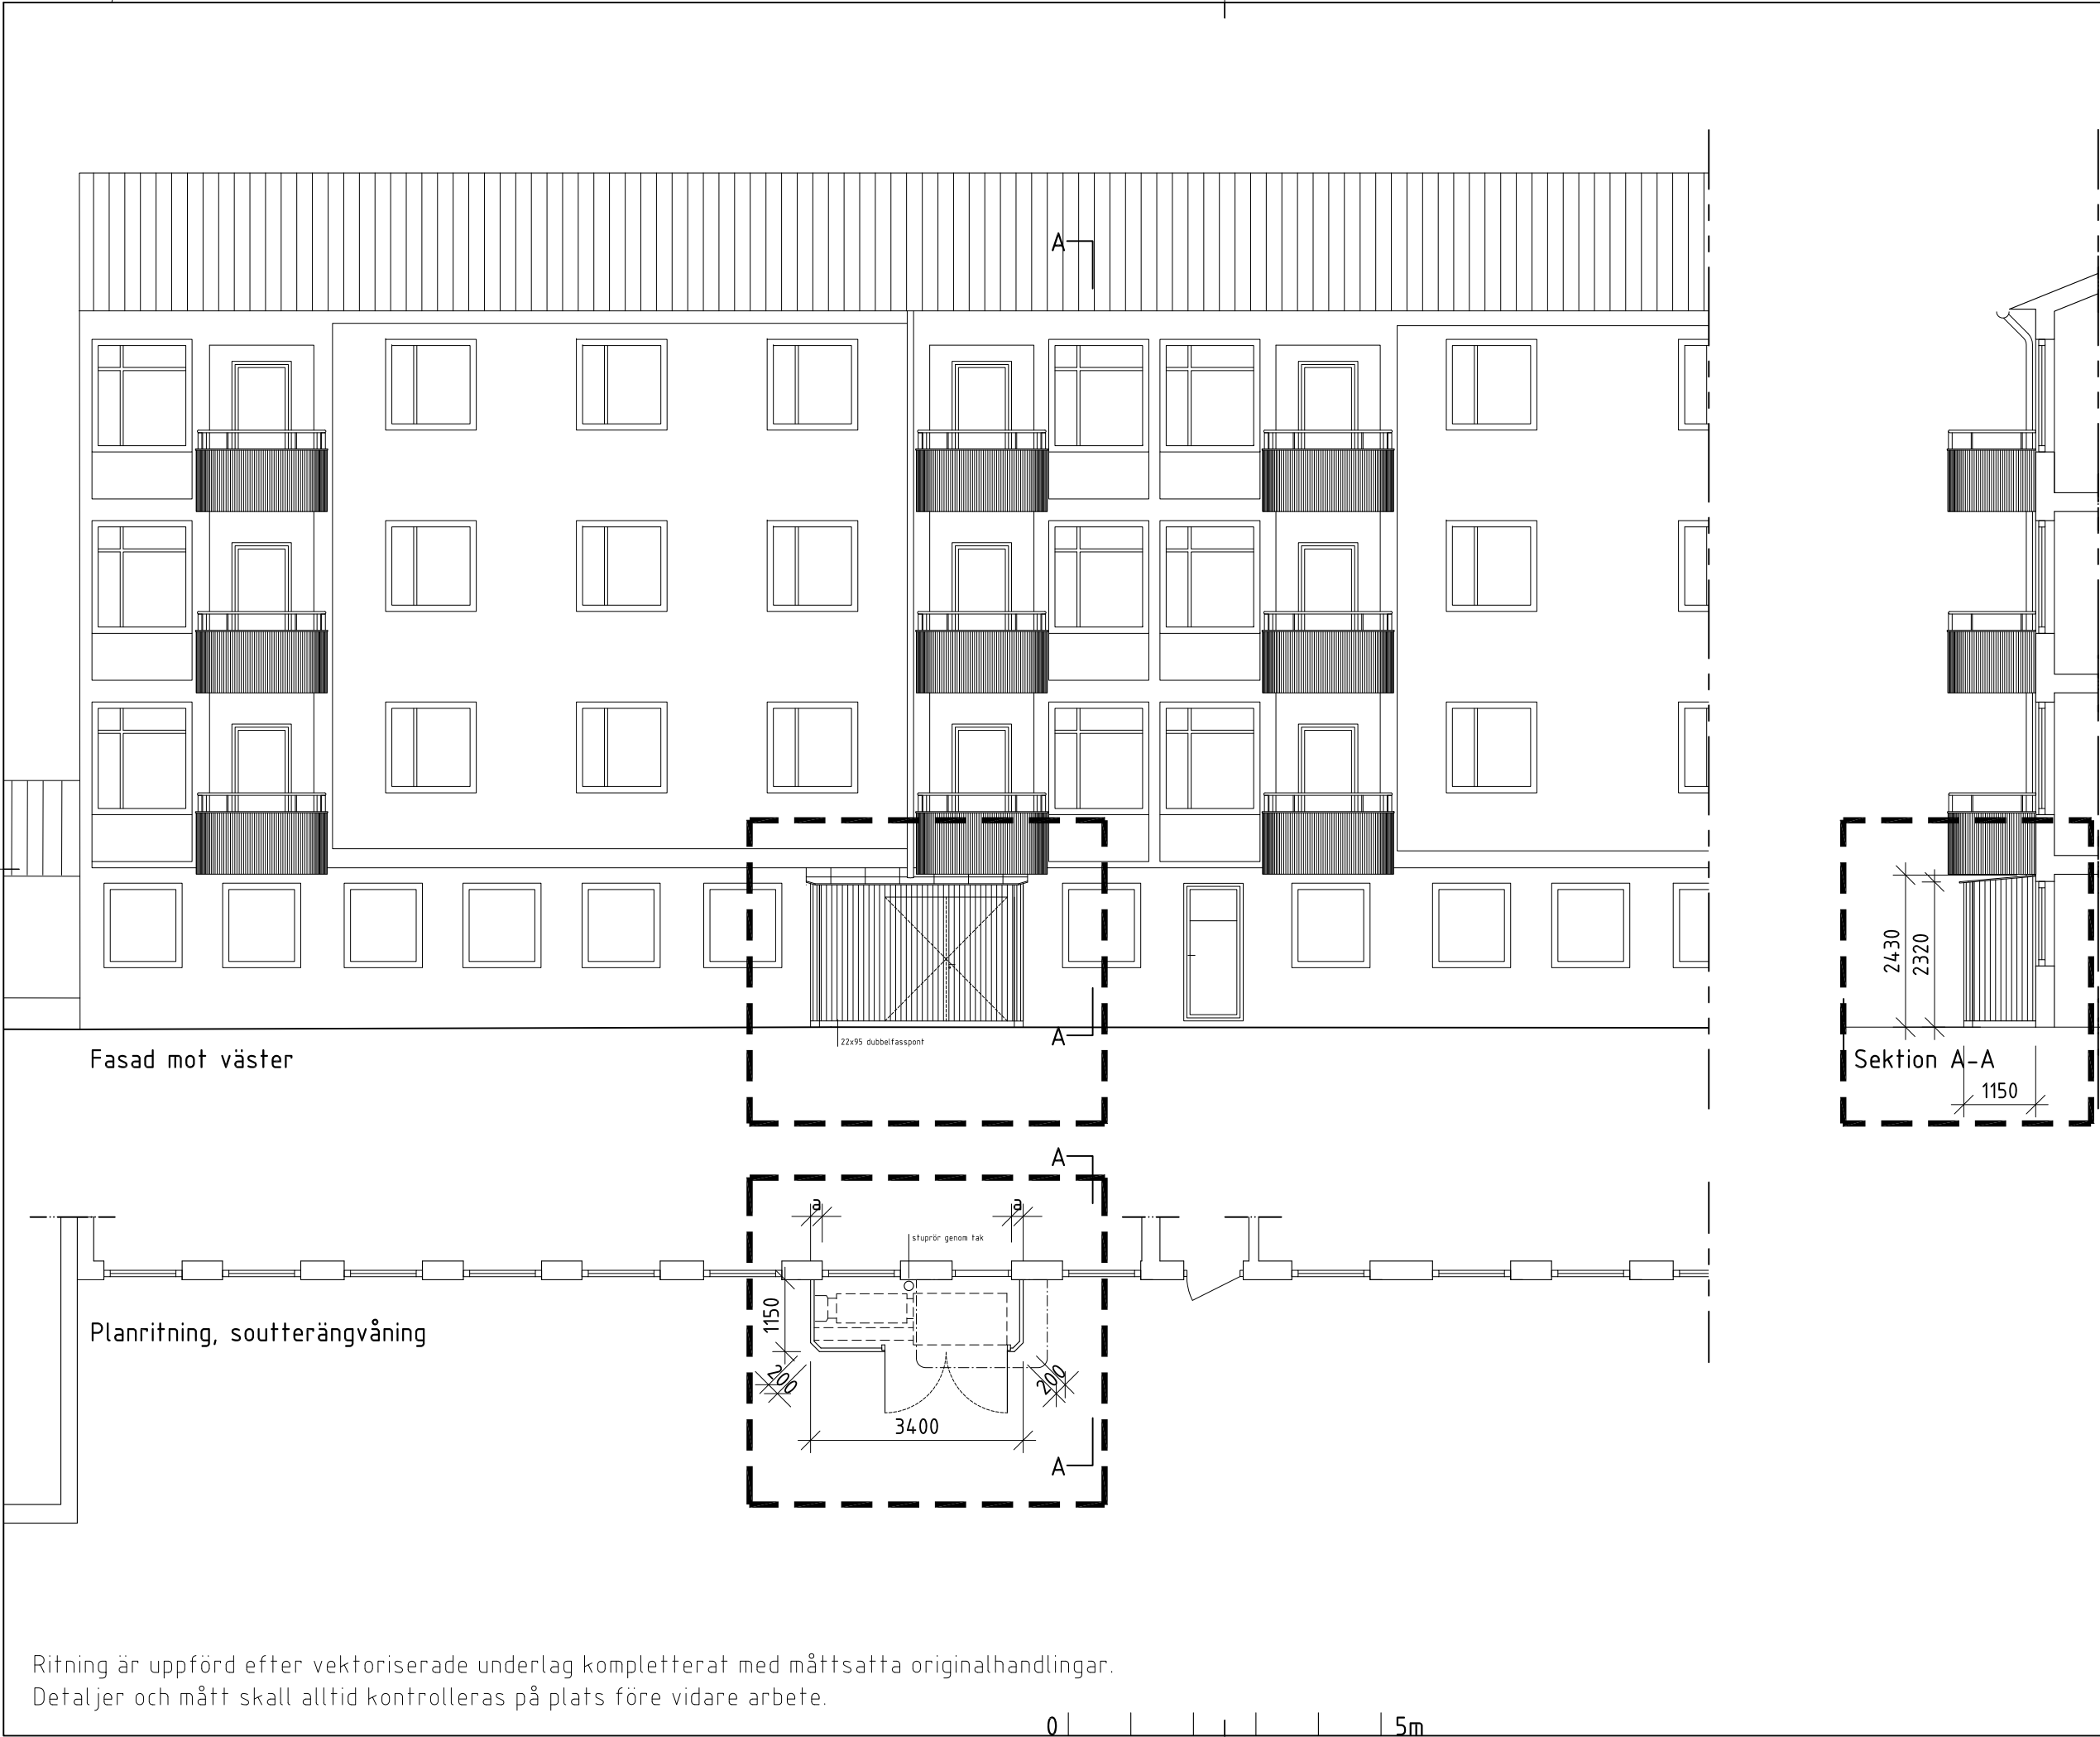 A
22x95 dubbelfasspont
A
Fasad mot väster
2430
2320
Sektion A-A
1150
A
a
a
stuprör genom tak
1150
Planritning, soutterängvåning
200
200
3400
A
Ritning är uppförd efter vektoriserade underlag kompletterat med måttsatta originalhandlingar.
Detaljer och mått skall alltid kontrolleras på plats före vidare arbete.
0 5m